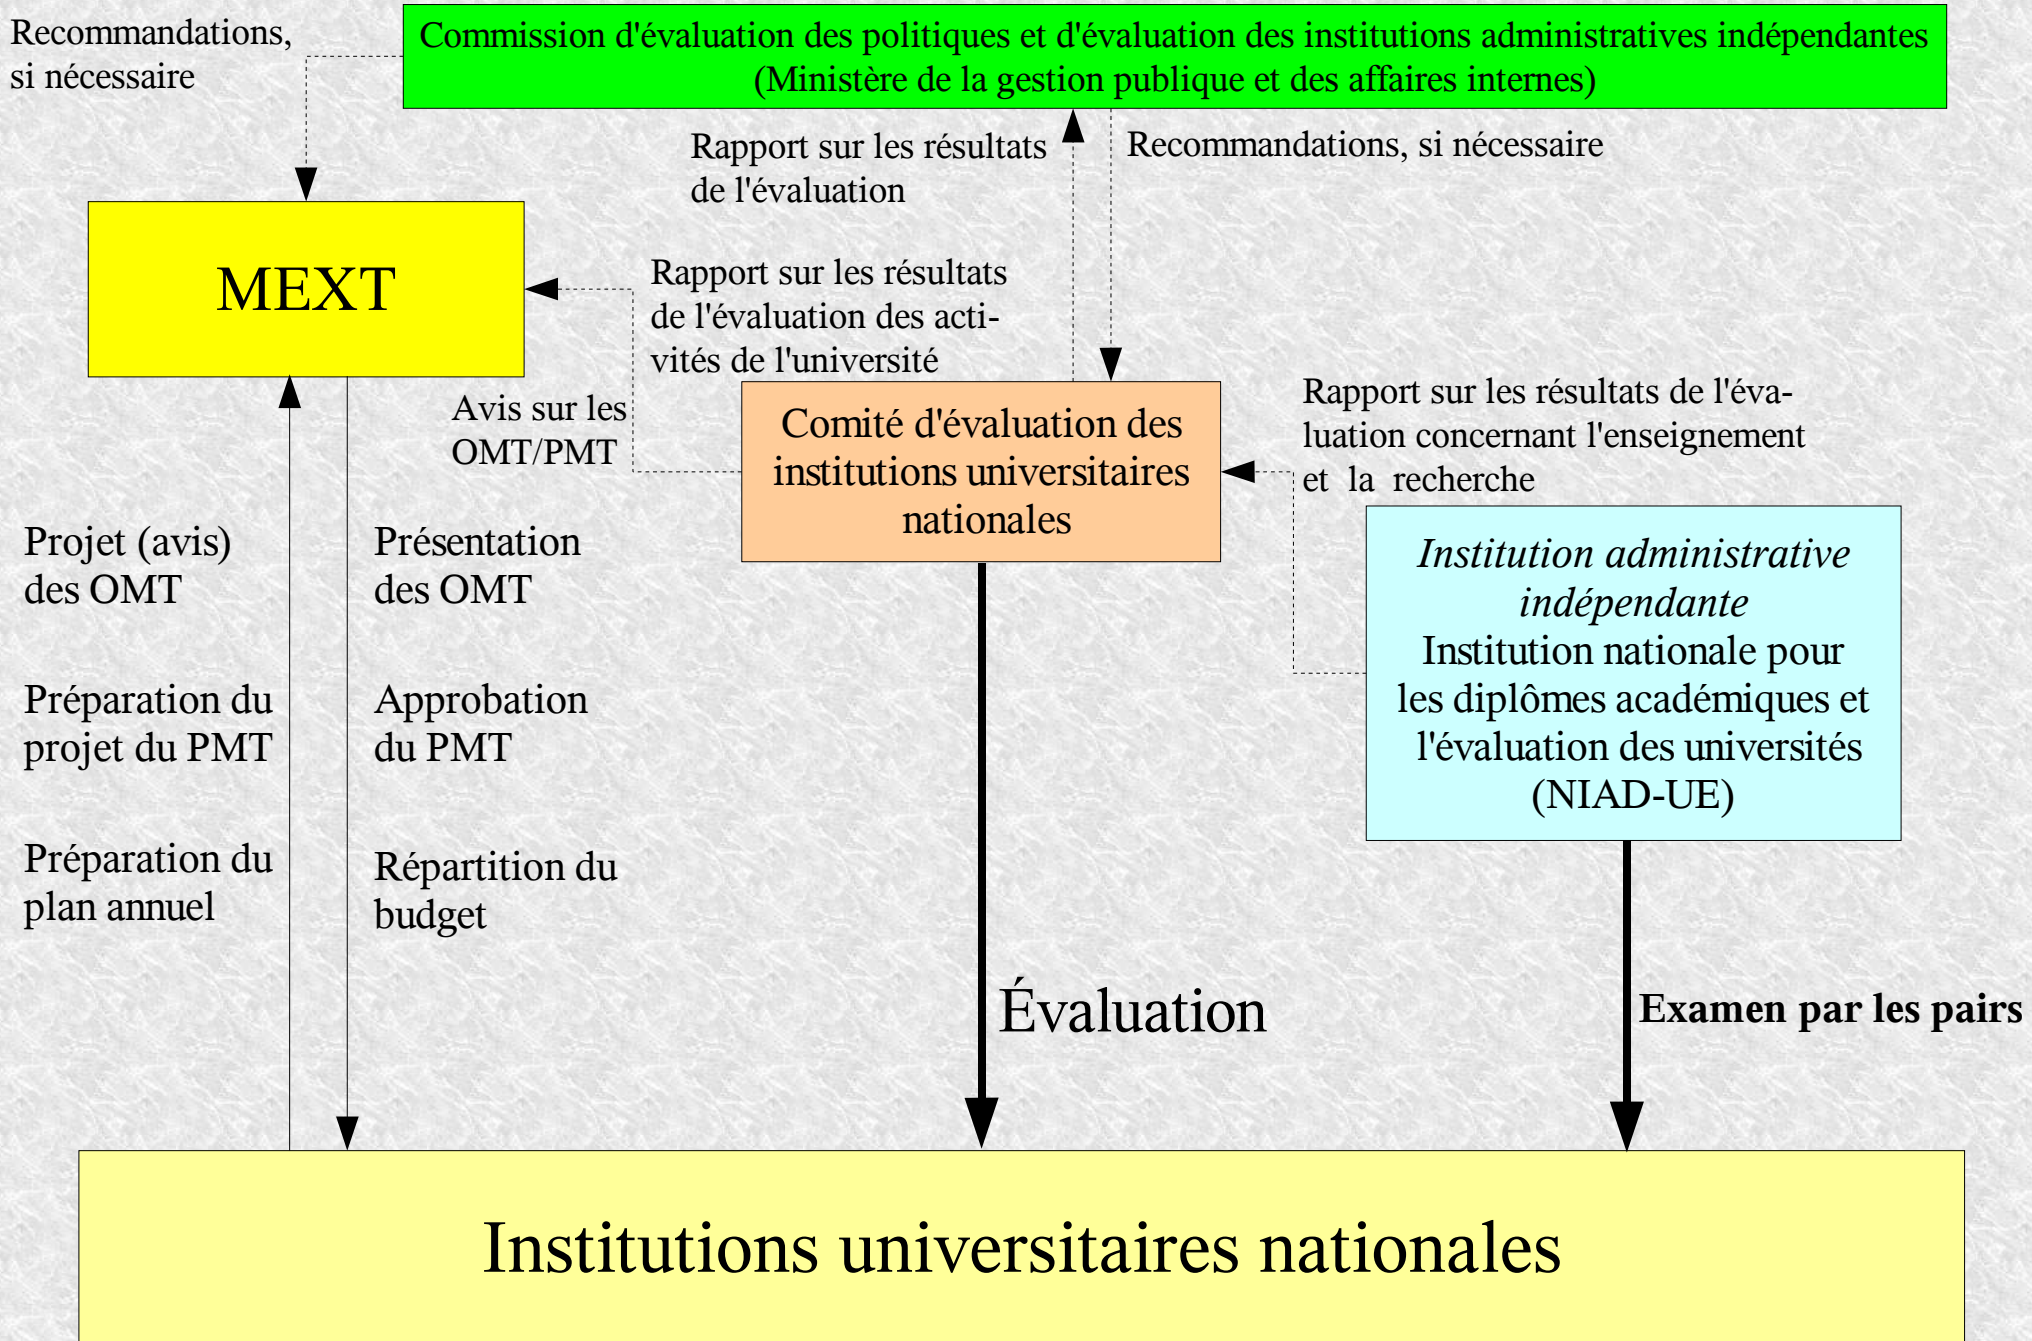 Recommandations,
si nécessaire
Commission d'évaluation des politiques et d'évaluation des institutions administratives indépendantes
(Ministère de la gestion publique et des affaires internes)
Rapport sur les résultats
de l'évaluation
Recommandations, si nécessaire
MEXT
Rapport sur les résultats
de l'évaluation des acti-
vités de l'université
Avis sur les
OMT/PMT
Comité d'évaluation des
institutions universitaires
nationales
Rapport sur les résultats de l'éva-
luation concernant l'enseignement
et la recherche
Institution administrative
indépendante
Institution nationale pour
les diplômes académiques et
l'évaluation des universités
(NIAD-UE)
Projet (avis)
des OMT
Présentation
des OMT
Préparation du
projet du PMT
Approbation
du PMT
Préparation du
plan annuel
Répartition du
budget
Évaluation
Examen par les pairs
Institutions universitaires nationales